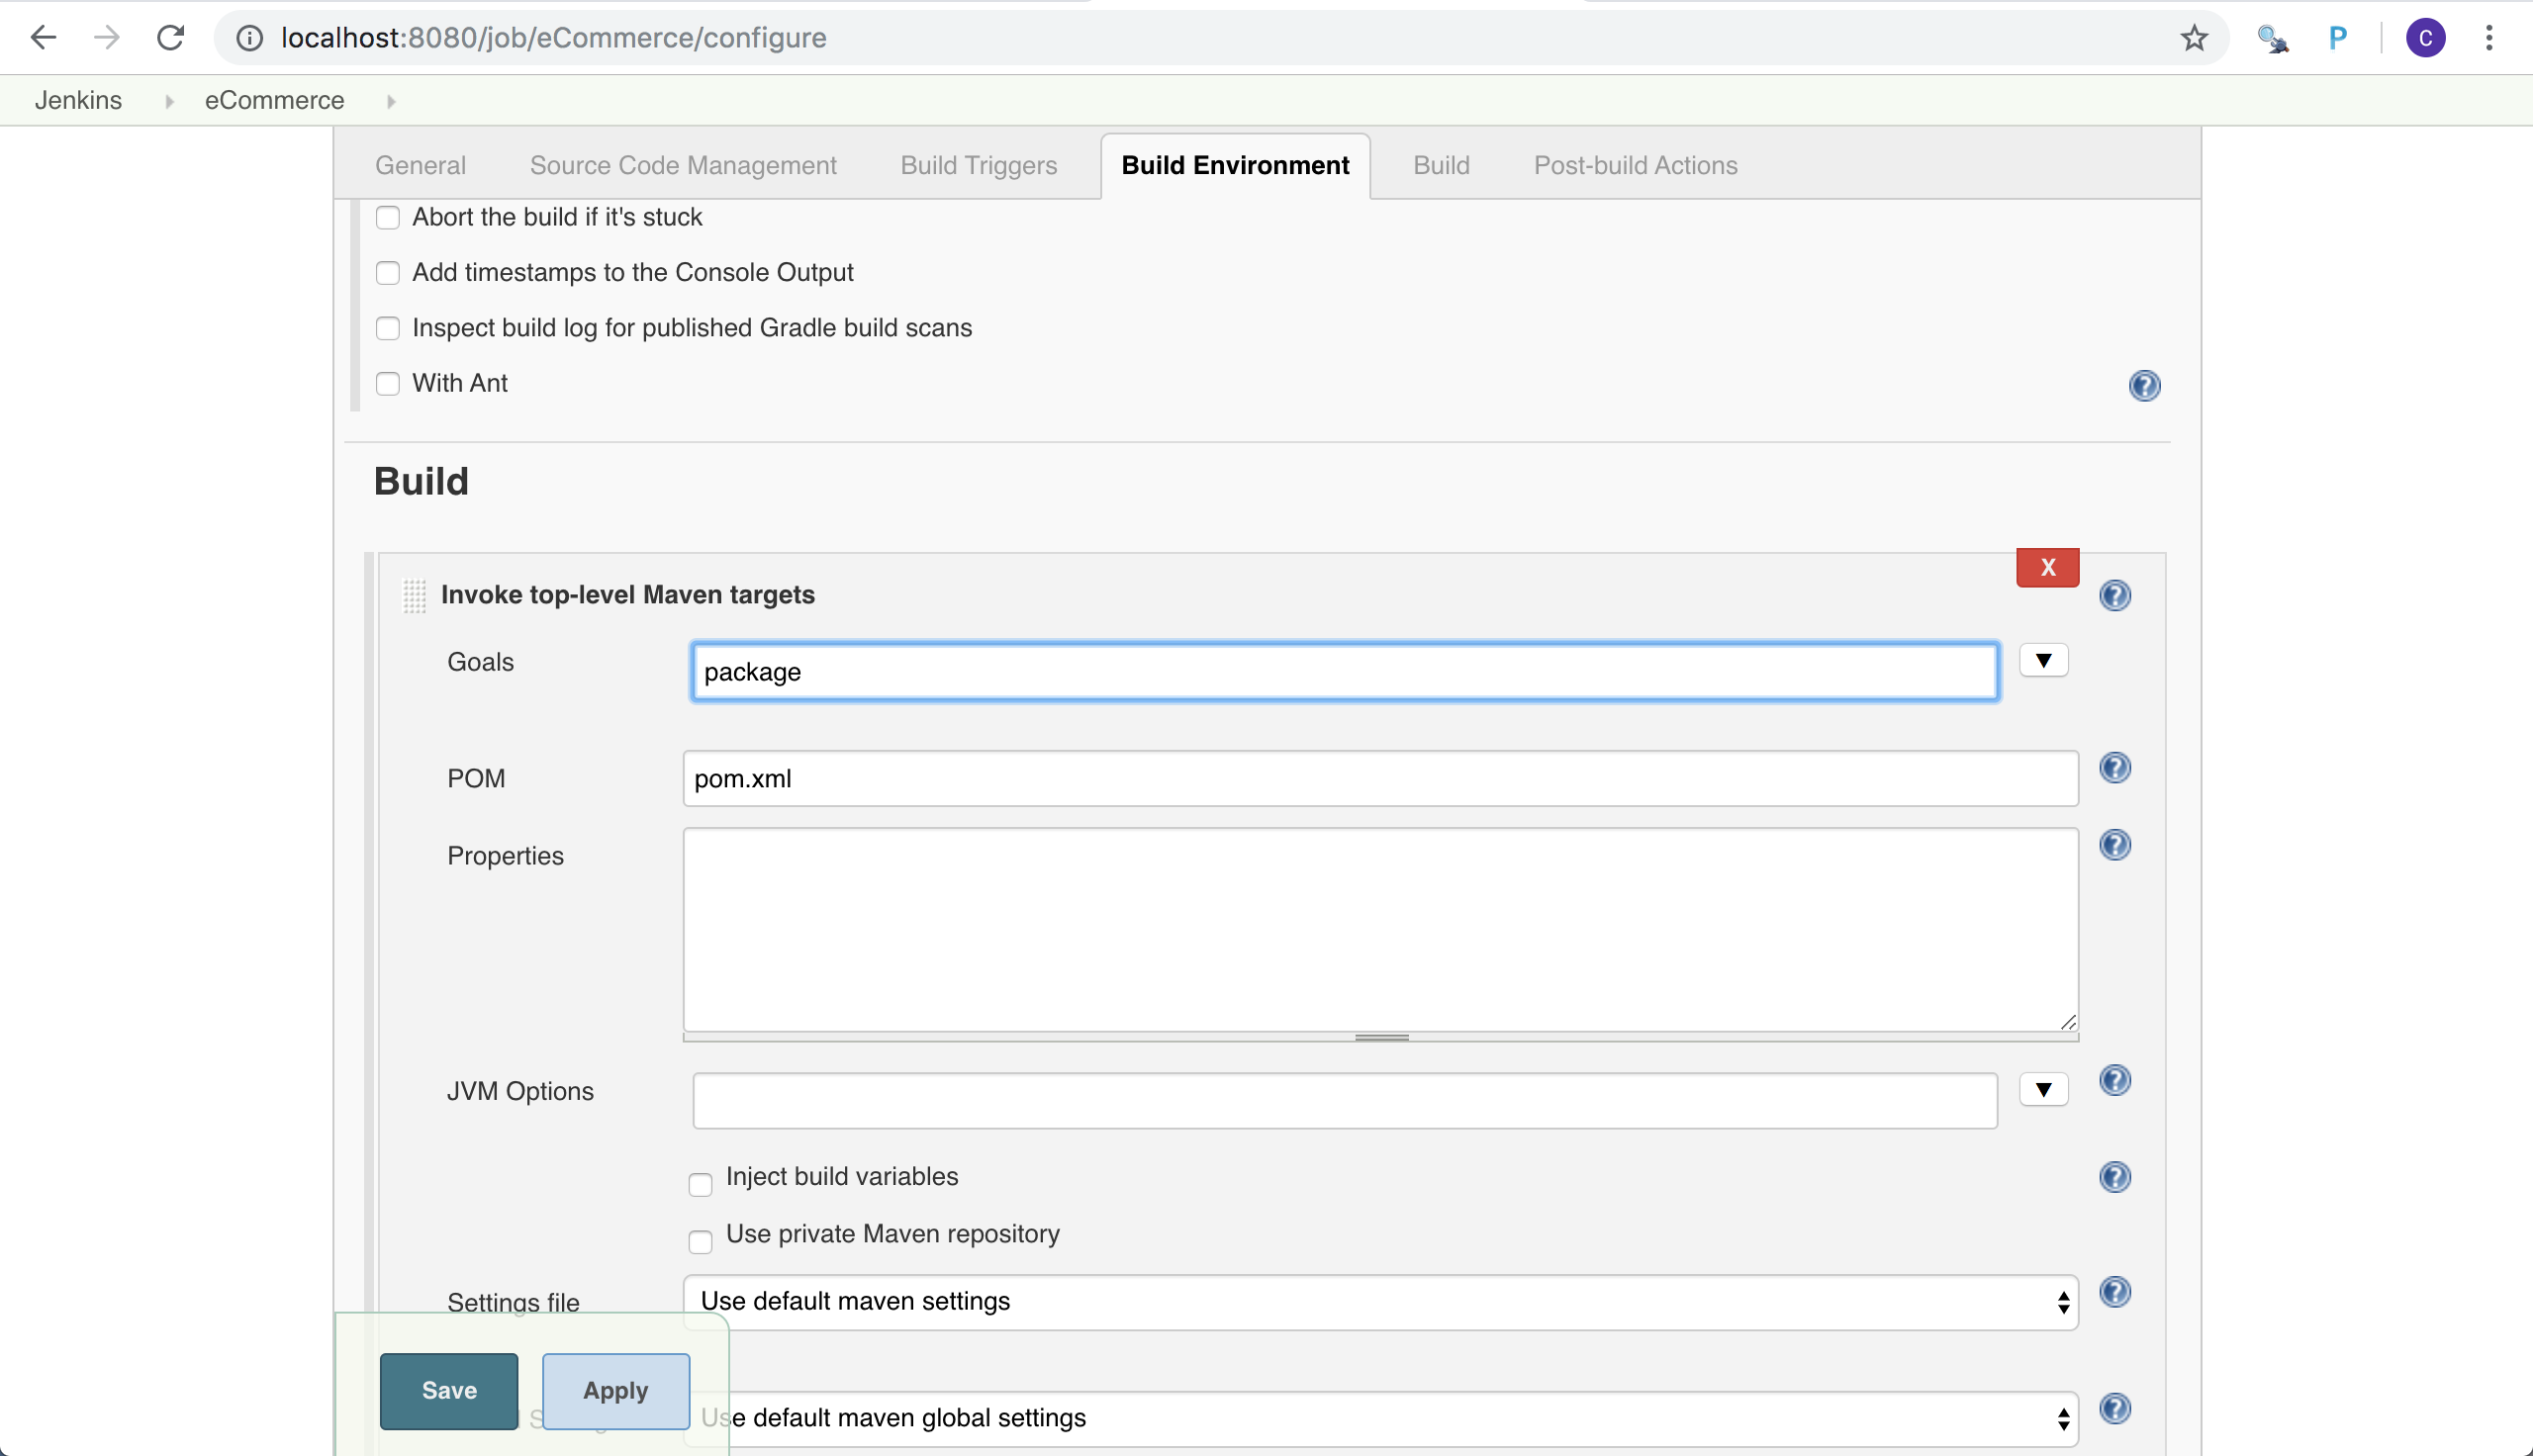 localhost:8080/job/eCommerce/configure
P
C
Jenkins eCommerce
General Source Code Management Build Triggers Build Environment Build Post-build Actions
Abort the build if it's stuck
Add timestamps to the Console Output
Inspect build log for published Gradle build scans
With Ant
Build
X
Invoke top-level Maven targets
Goals package
POM pom.xml
Properties
JVM Options
Inject build variables
Use private Maven repository
Settings file Use default maven settings
Save Apply
Use default maven global settings